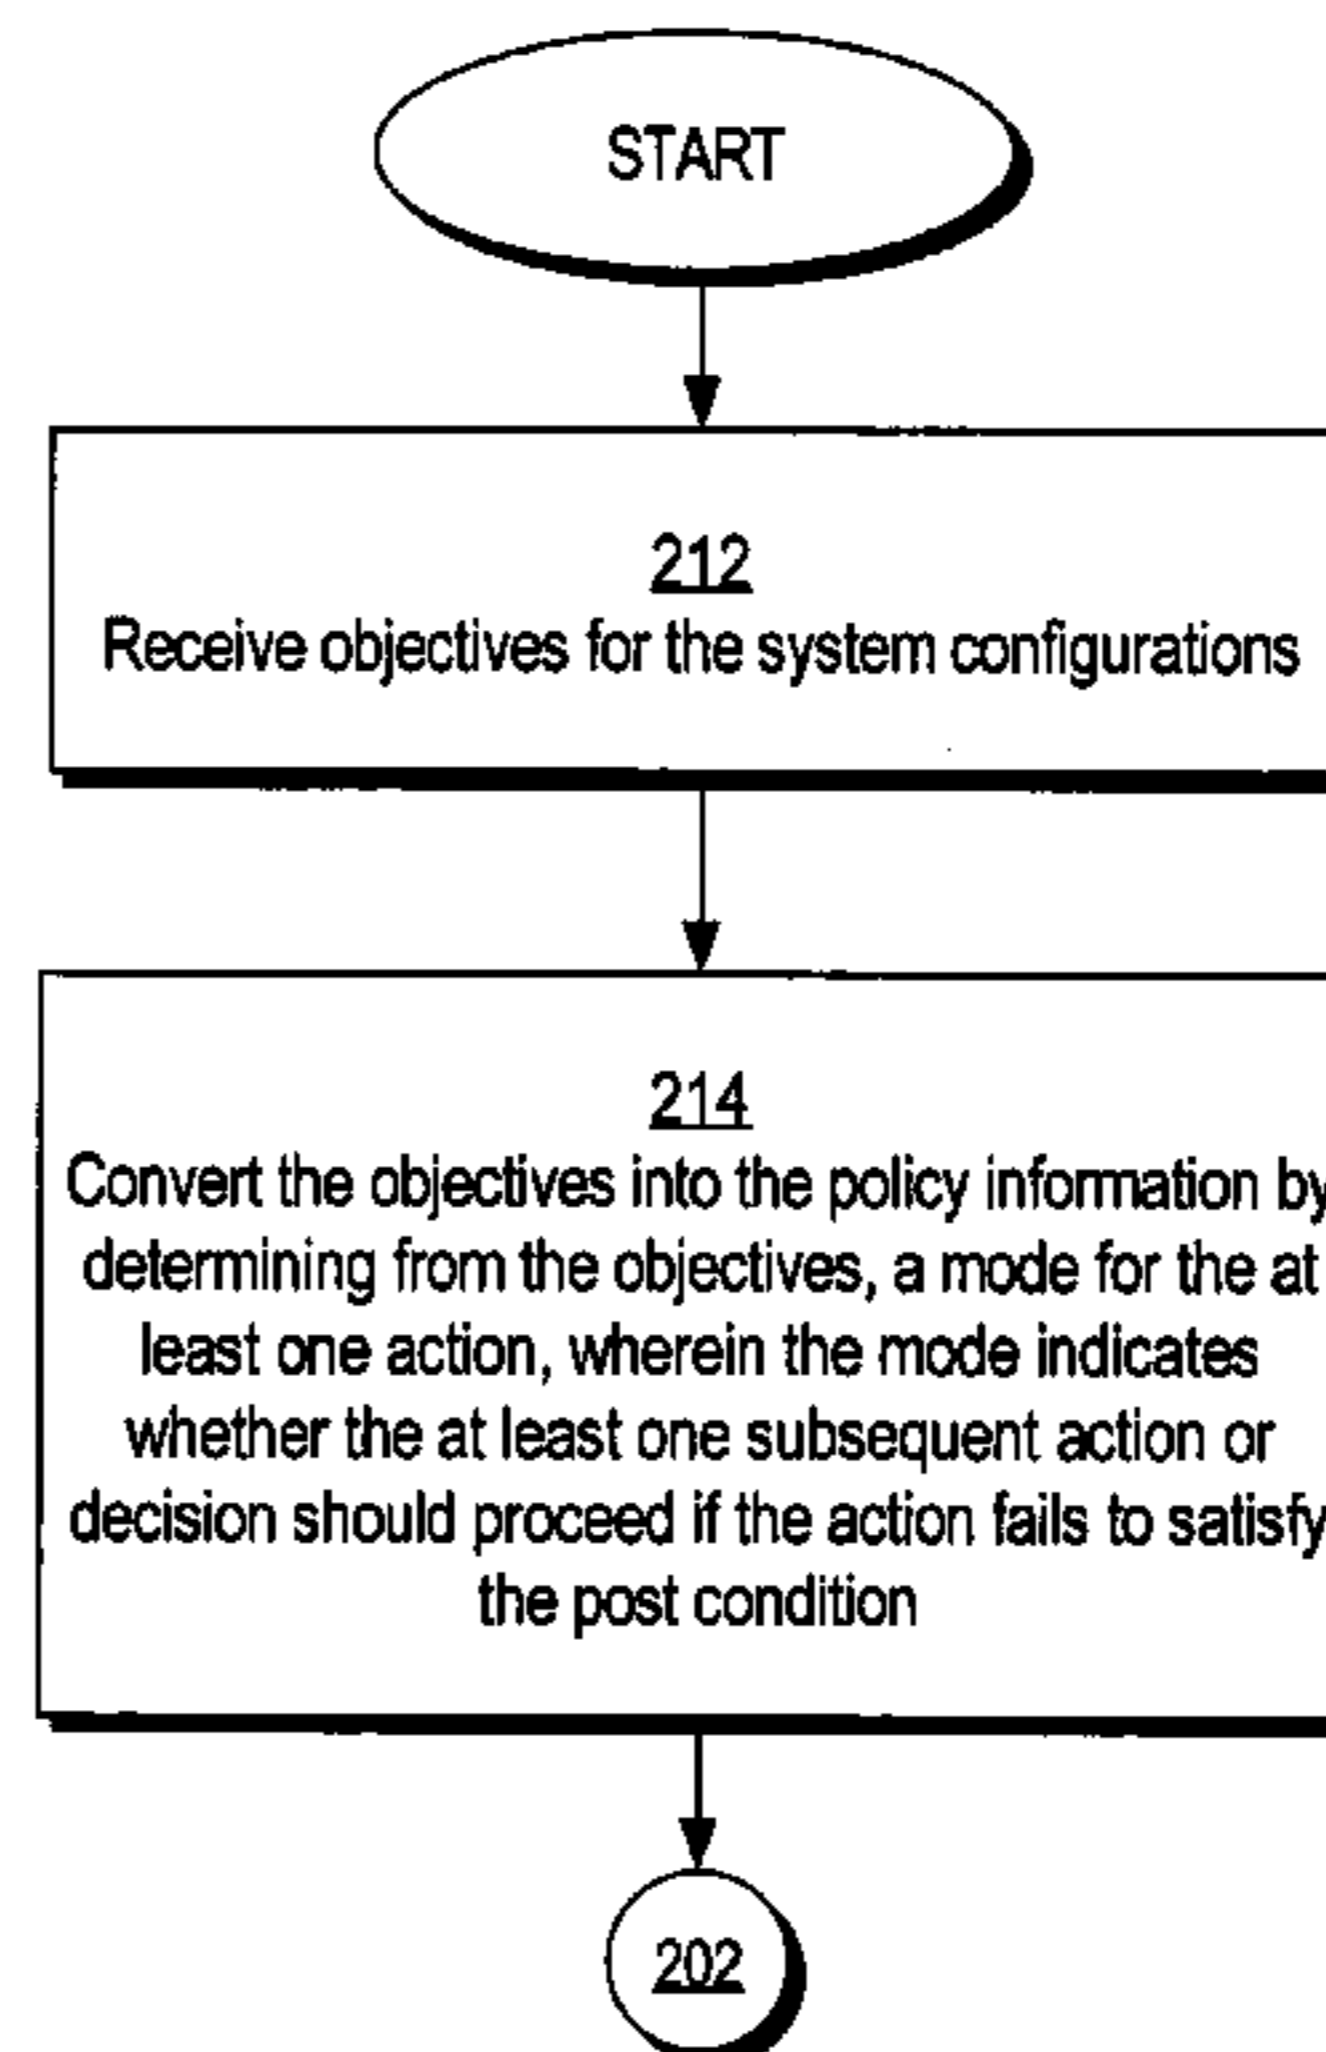 START
212
Receive objectives for the system configurations
214
Convert the objectives into the policy information by
determining from the objectives, a mode for the at
least one action, wherein the mode indicates
whether the at least one subsequent action or
decision should proceed if the action fails to satisfy
the post condition
202